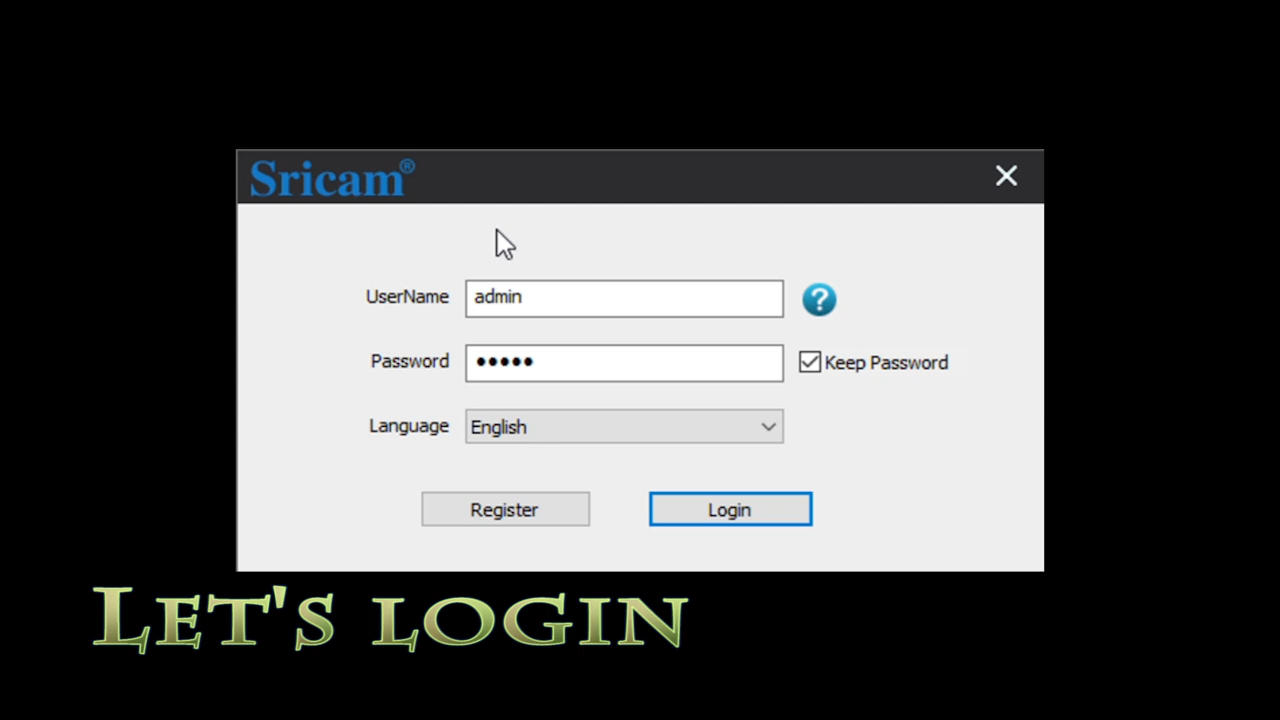 Sricam®
UserName admin ?
Password ••••• Keep Password
Language English
Register Login
LET'S LOGIN